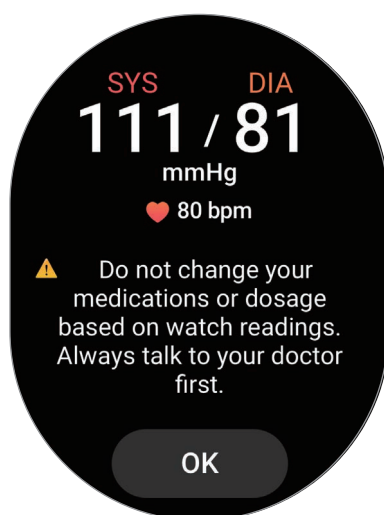 SYS DIA
111 / 81
mmHg
80 bpm
Do not change your
medications or dosage
based on watch readings.
Always talk to your doctor
first.
OK